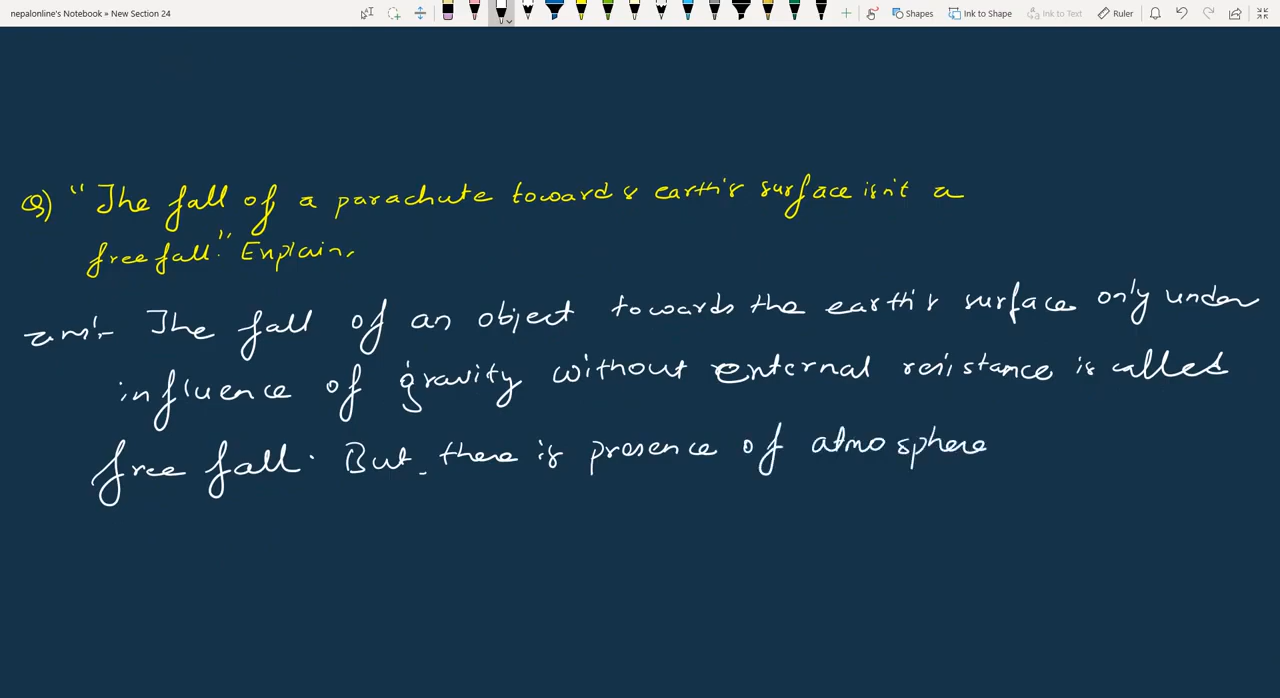 nepalonline's Notebook » New Section 24
Shapes Ink to Shape Ink to Text Ruler
Q) "The fall of a parachute towards earth's surface isn't a
free fall." Explain.
ans:- The fall of an object towards the earth's surface only under
influence of gravity without external resistance is called
free fall. But there is presence of atmosphere